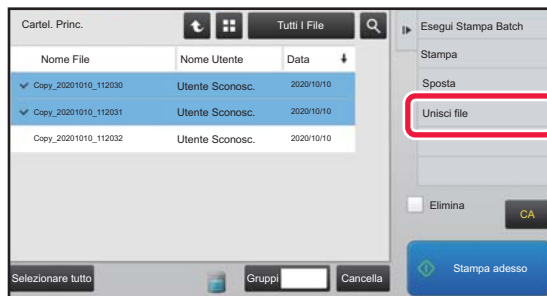 Cartel. Princ.
Tutti I File
Nome File Nome Utente Data
Copy_20201010_112030 Utente Sconosc. 2020/10/10
Copy_20201010_112031 Utente Sconosc. 2020/10/10
Copy_20201010_112032 Utente Sconosc. 2020/10/10
Selezionare tutto
Gruppi
Cancella
Esegui Stampa Batch
Stampa
Sposta
Unisci file
Elimina
CA
Stampa adesso